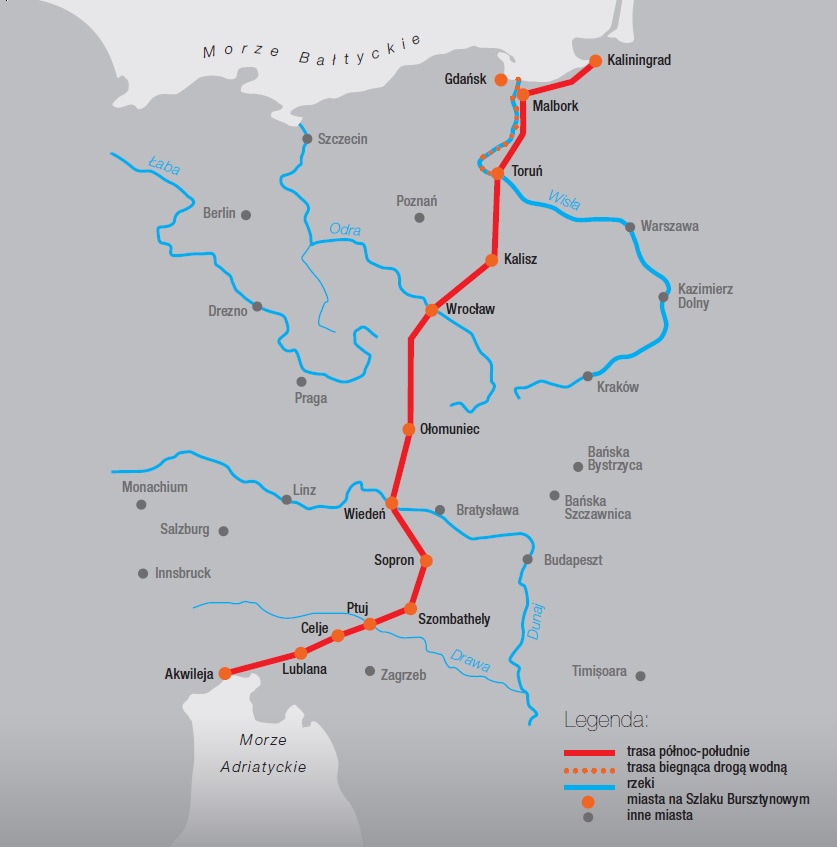 Morze Bałtyckie
Kaliningrad
Gdańsk
Malbork
Szczecin
Łaba
Toruń
Wisła
Poznań
Berlin
Odra
Warszawa
Kalisz
Kazimierz
Dolny
Drezno
Wrocław
Praga
Kraków
Ołomuniec
Bańska
Bystrzyca
Monachium
Linz
Bańska
Szczawnica
Wiedeń
Bratysława
Salzburg
Sopron
Budapeszt
Innsbruck
Ptuj
Szombathely
Dunaj
Celje
Drawa
Lublana
Akwileja
Zagrzeb
Timișoara
Legenda:
Morze
Adriatyckie
trasa północ-południe
trasa biegnąca drogą wodną
rzeki
miasta na Szlaku Bursztynowym
inne miasta